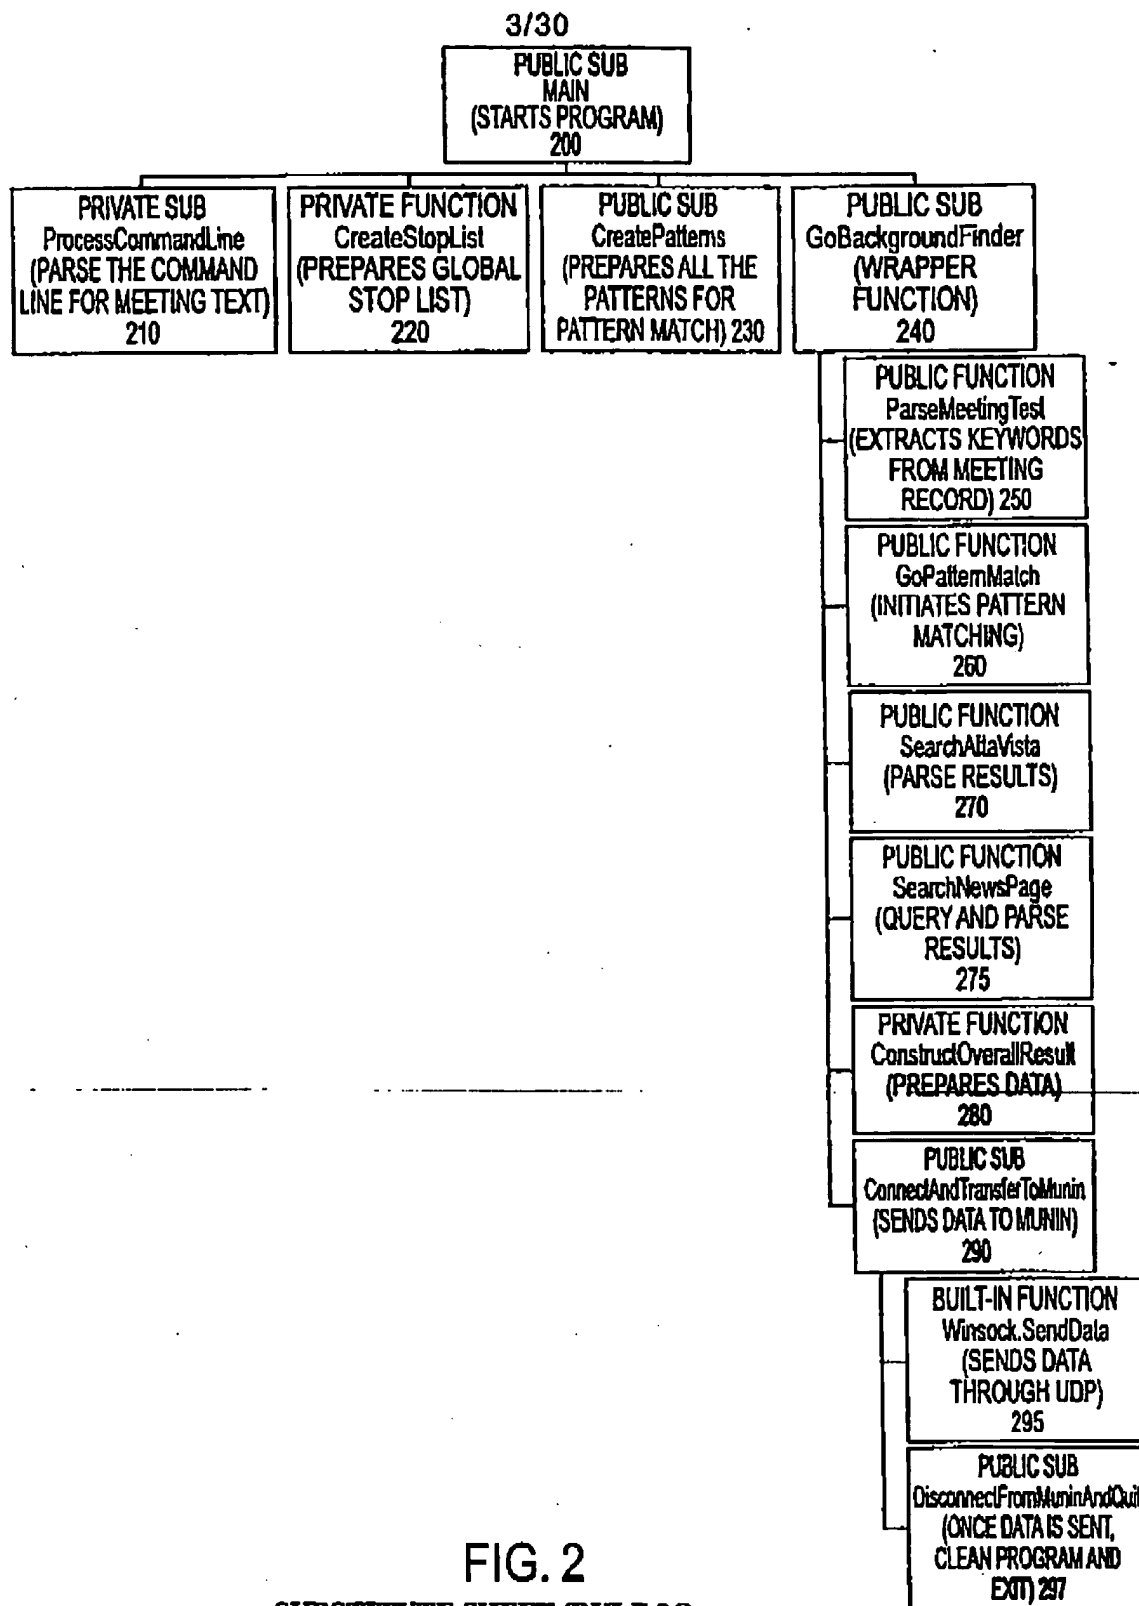 3/30
PUBLIC SUB
MAIN
(STARTS PROGRAM)
200
PRIVATE SUB
ProcessCommandLine
(PARSE THE COMMAND
LINE FOR MEETING TEXT)
210
PRIVATE FUNCTION
CreateStopList
(PREPARES GLOBAL
STOP LIST)
220
PUBLIC SUB
CreatePatterns
(PREPARES ALL THE
PATTERNS FOR
PATTERN MATCH) 230
PUBLIC SUB
GoBackgroundFinder
(WRAPPER
FUNCTION)
240
PUBLIC FUNCTION
ParseMeetingTest
(EXTRACTS KEYWORDS
FROM MEETING
RECORD) 250
PUBLIC FUNCTION
GoPatternMatch
(INITIATES PATTERN
MATCHING)
260
PUBLIC FUNCTION
SearchAltaVista
(PARSE RESULTS)
270
PUBLIC FUNCTION
SearchNewsPage
(QUERY AND PARSE
RESULTS)
275
PRIVATE FUNCTION
ConstructOverallResult
(PREPARES DATA)
280
PUBLIC SUB
ConnectAndTransferToMunin
(SENDS DATA TO MUNIN)
290
BUILT-IN FUNCTION
Winsock.SendData
(SENDS DATA
THROUGH UDP)
295
PUBLIC SUB
DisconnectFromMuninAndQuit
(ONCE DATA IS SENT,
CLEAN PROGRAM AND
EXIT) 297
FIG. 2